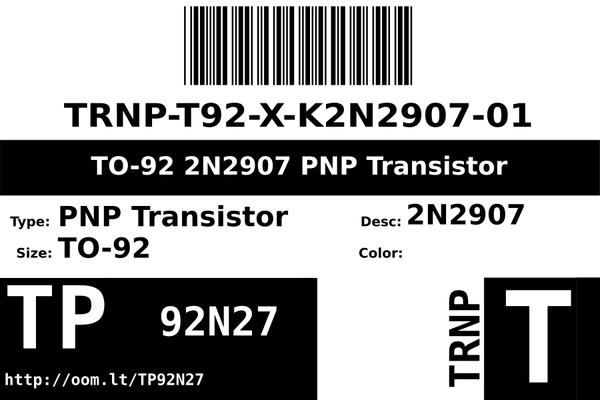 TRNP-T92-X-K2N2907-01
TO-92 2N2907 PNP Transistor
Type: PNP Transistor
Desc: 2N2907
Size: TO-92
Color:
TP
92N27
http://oom.lt/TP92N27
TRNP
T